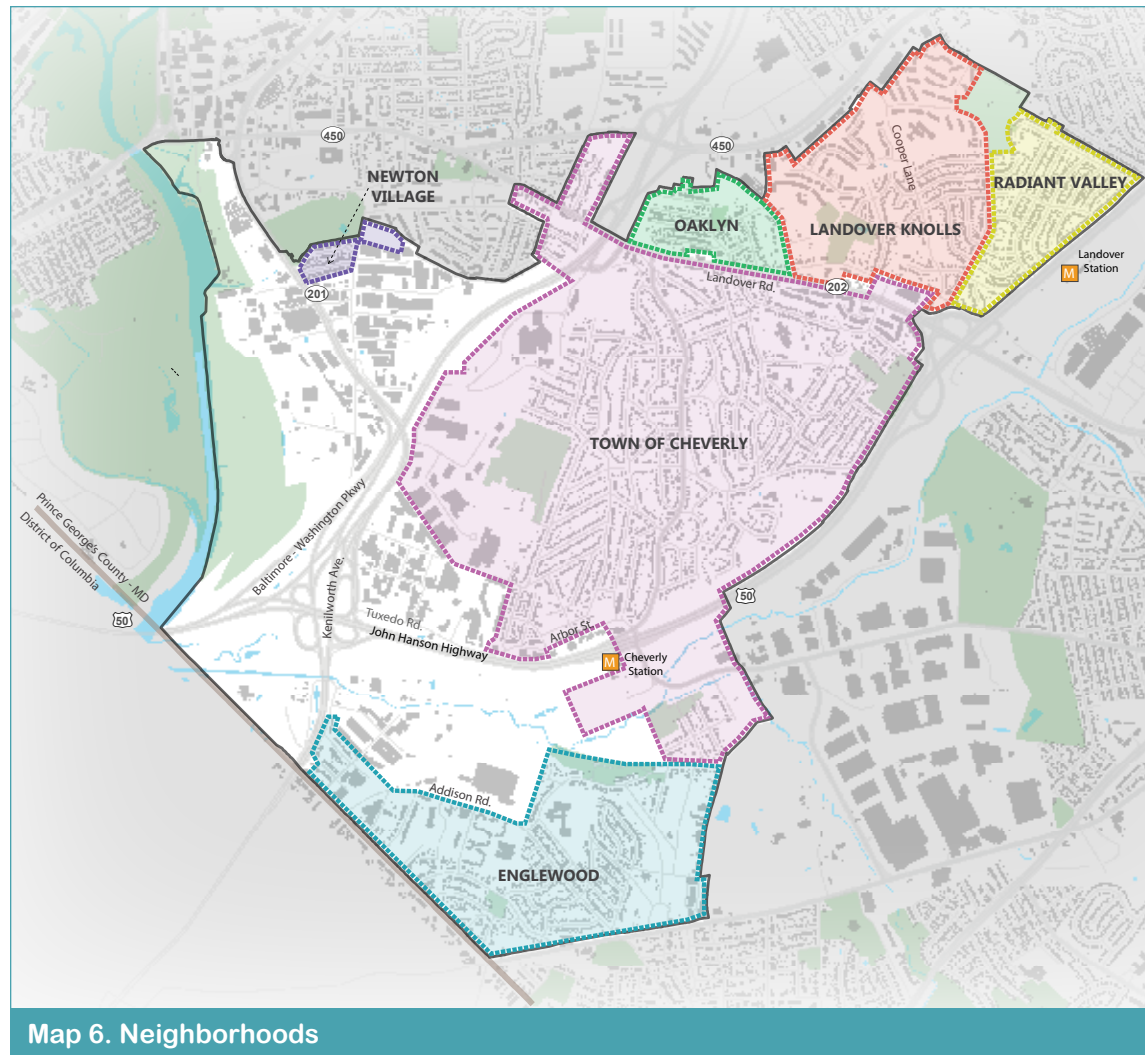 450
450
NEWTON
VILLAGE
Cooper Lane
RADIANT VALLEY
OAKLYN
LANDOVER KNOLLS
Landover
Station
M
Landover Rd.
202
201
TOWN OF CHEVERLY
Prince George's County - MD
District of Columbia
Baltimore - Washington Pkwy
Kenilworth Ave.
50
50
Tuxedo Rd.
John Hanson Highway
Arbor St.
M
Cheverly
Station
Addison Rd.
ENGLEWOOD
Map 6. Neighborhoods